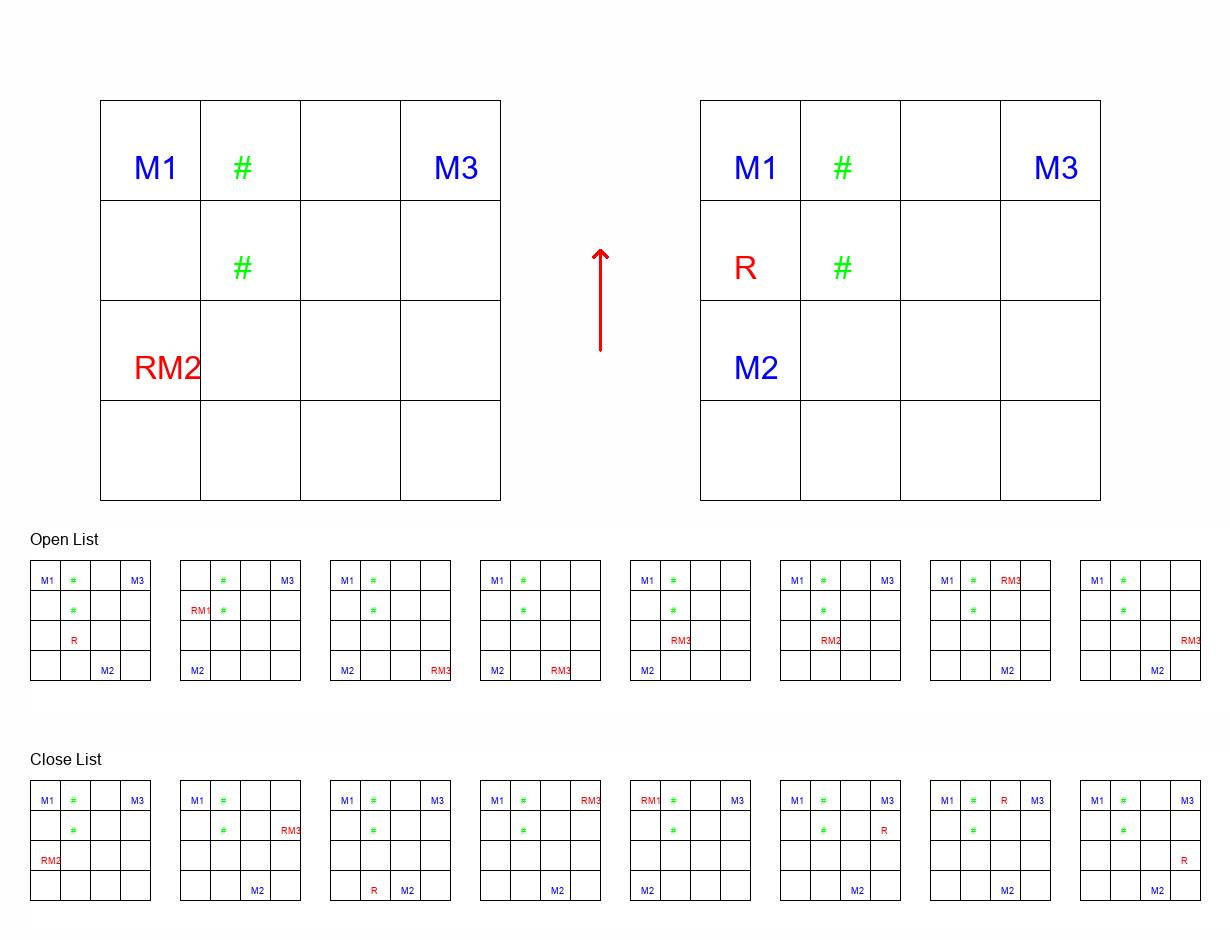 M1 # M3 M1 # M3
# R #
RM2 M2
Open List
M1 # M3 # M3 M1 # M1 # M1 # M1 # M3 M1 # RM3 M1 #
# RM1 # # # # # # #
R RM3 RM2 RM3
M2 M2 M2 RM3 M2 RM3 M2 M2 M2
Close List
M1 # M3 M1 # M1 # M3 M1 # RM3 RM1 # M3 M1 # M3 M1 # R M3 M1 # M3
# # RM3 # # # # R # #
RM2 R
M2 R M2 M2 M2 M2 M2 M2